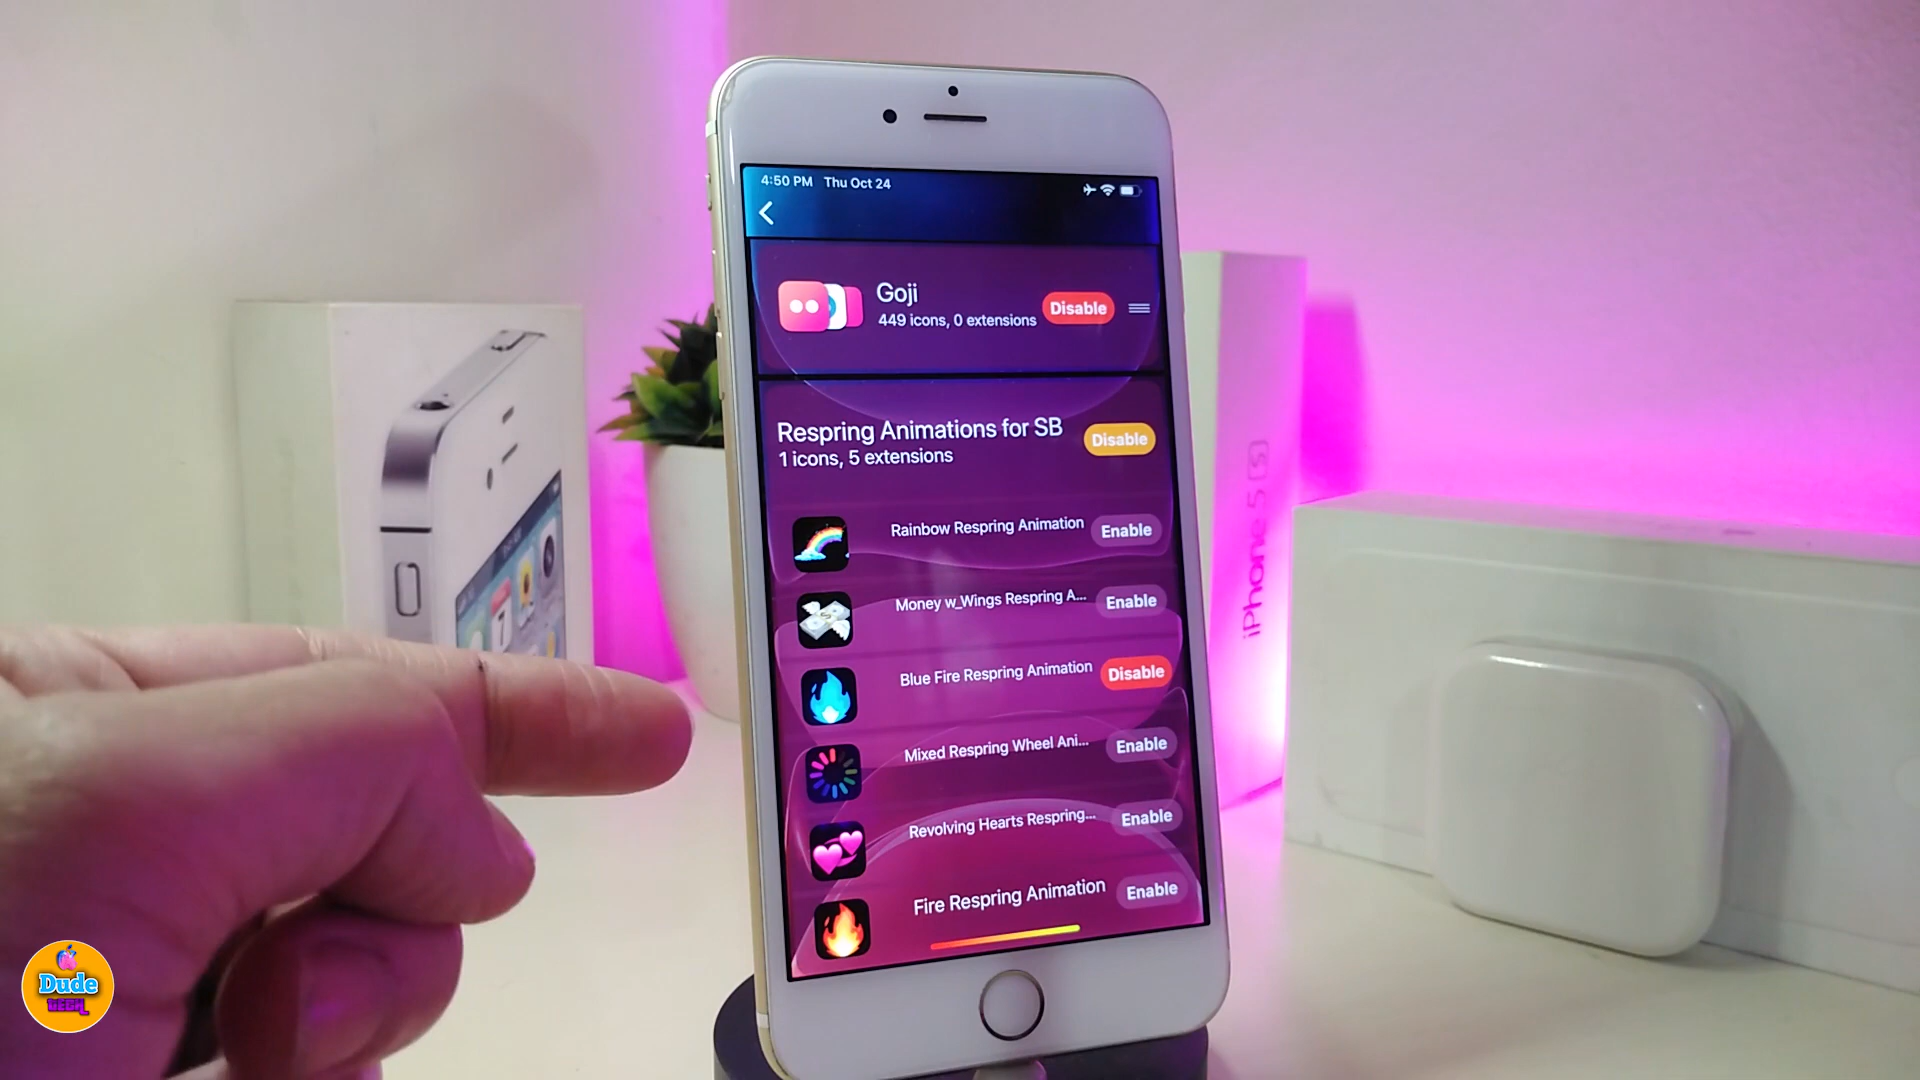 4:50 PM Thu Oct 24
Goji
449 icons, 0 extensions
Disable
Respring Animations for SB
1 icons, 5 extensions
Disable
Rainbow Respring Animation
Enable
Money w_Wings Respring A...
Enable
Blue Fire Respring Animation
Disable
Mixed Respring Wheel Ani...
Enable
Revolving Hearts Respring...
Enable
Fire Respring Animation
Enable
iPhone 5 S
7
Dude
TECH